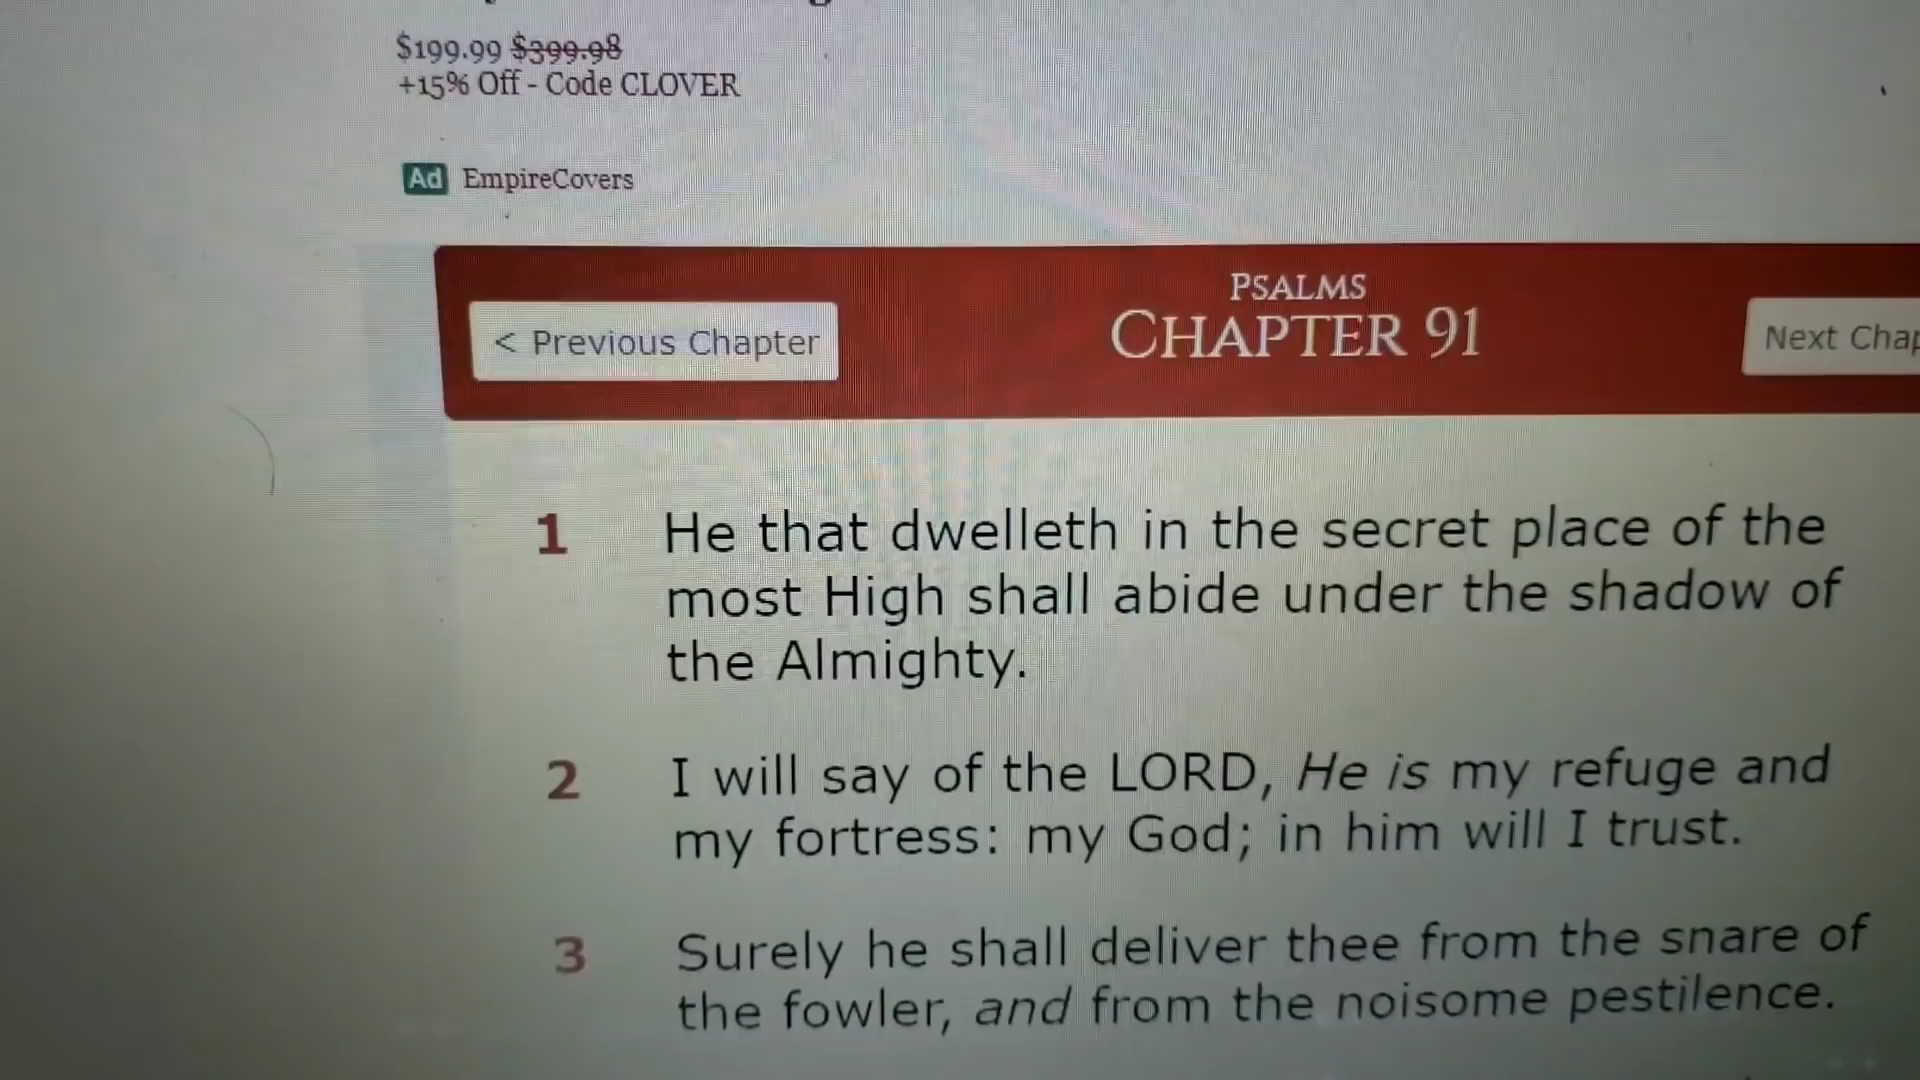 $199.99 $399.98
+15% Off - Code CLOVER
Ad EmpireCovers
PSALMS
< Previous Chapter
CHAPTER 91
Next Chap
1 He that dwelleth in the secret place of the
most High shall abide under the shadow of
the Almighty.
2 I will say of the LORD, He is my refuge and
my fortress: my God; in him will I trust.
3 Surely he shall deliver thee from the snare of
the fowler, and from the noisome pestilence.